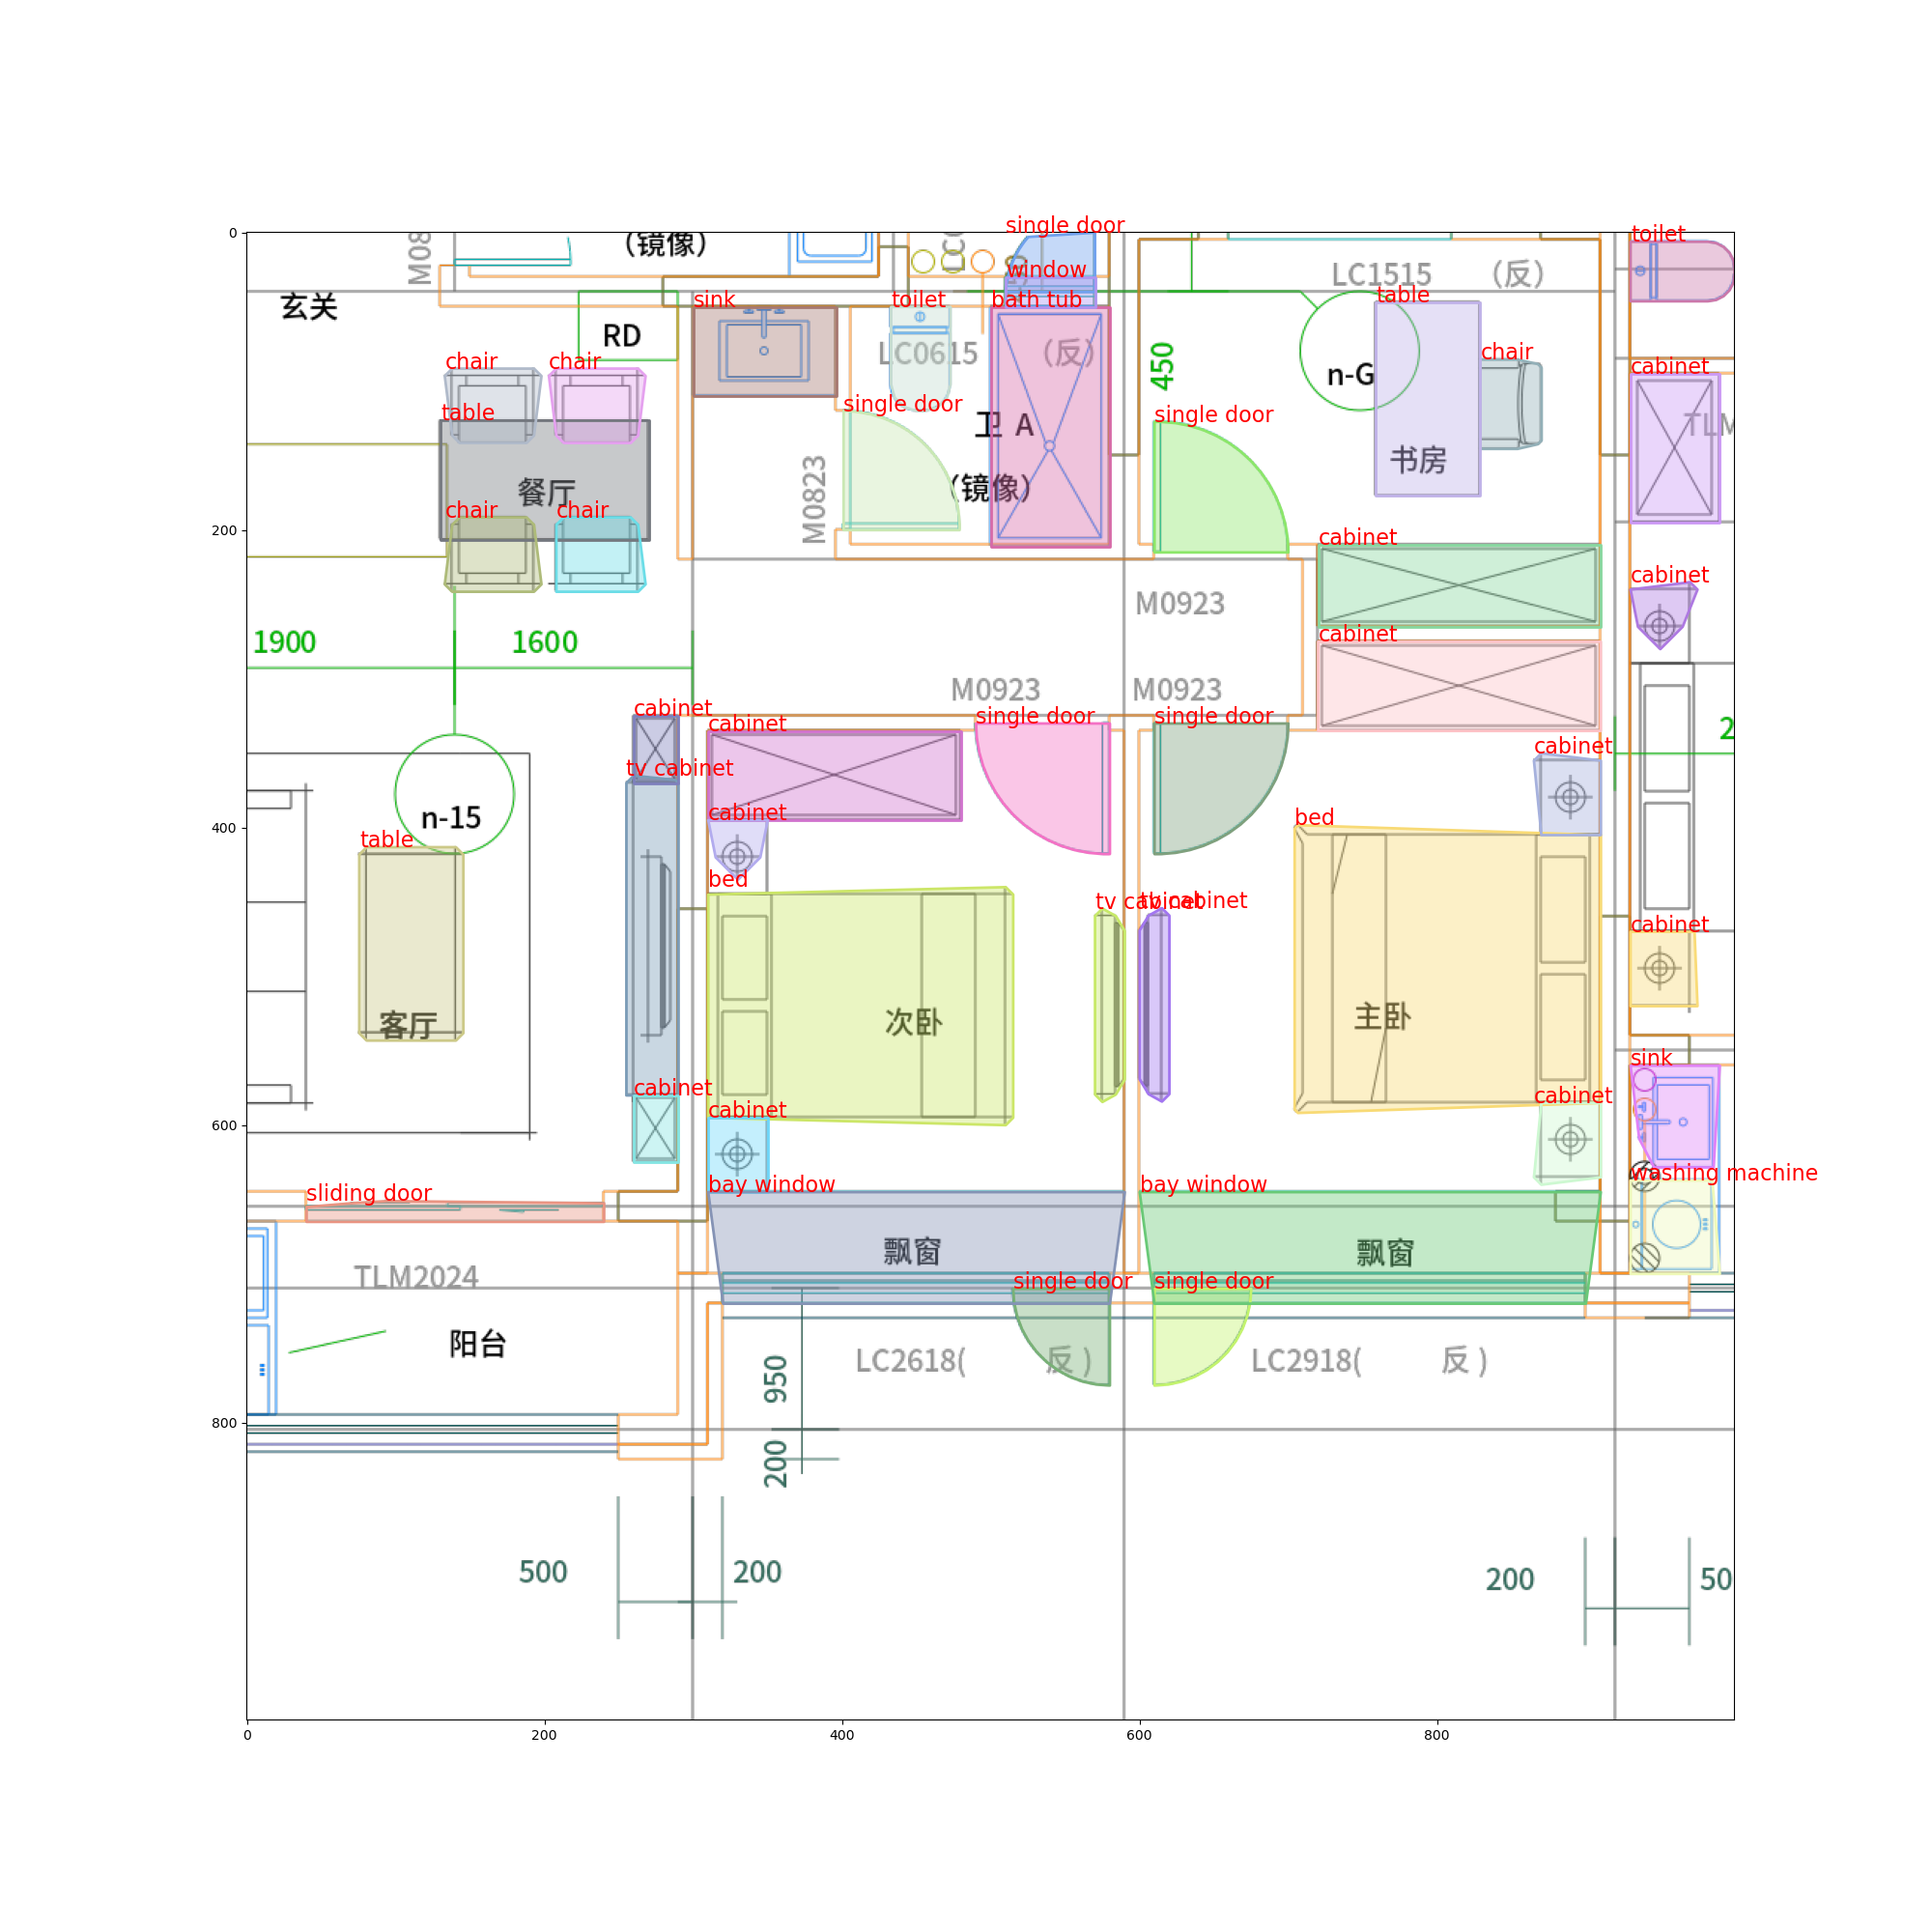 0
single door
toilet
M08
(镜像)
LC1515 (反)
window
玄关
RD
sink
toilet
bath tub
table
LC0615 (反)
450
chair
chair
chair
n-G
cabinet
table
single door
single door
卫 A
TLM
书房
餐厅
(镜像)
M0823
chair
chair
200
cabinet
cabinet
M0923
1900
1600
cabinet
M0923
M0923
cabinet
cabinet
single door
single door
2
cabinet
tv cabinet
n-15
cabinet
bed
400
table
bed
tv cabinet
tv cabinet
cabinet
客厅
次卧
主卧
sink
cabinet
cabinet
600
cabinet
washing machine
sliding door
bay window
bay window
飘窗
飘窗
TLM2024
single door
single door
阳台
LC2618( 反 )
LC2918( 反 )
950
800
200
500
200
200
50
0
200
400
600
800